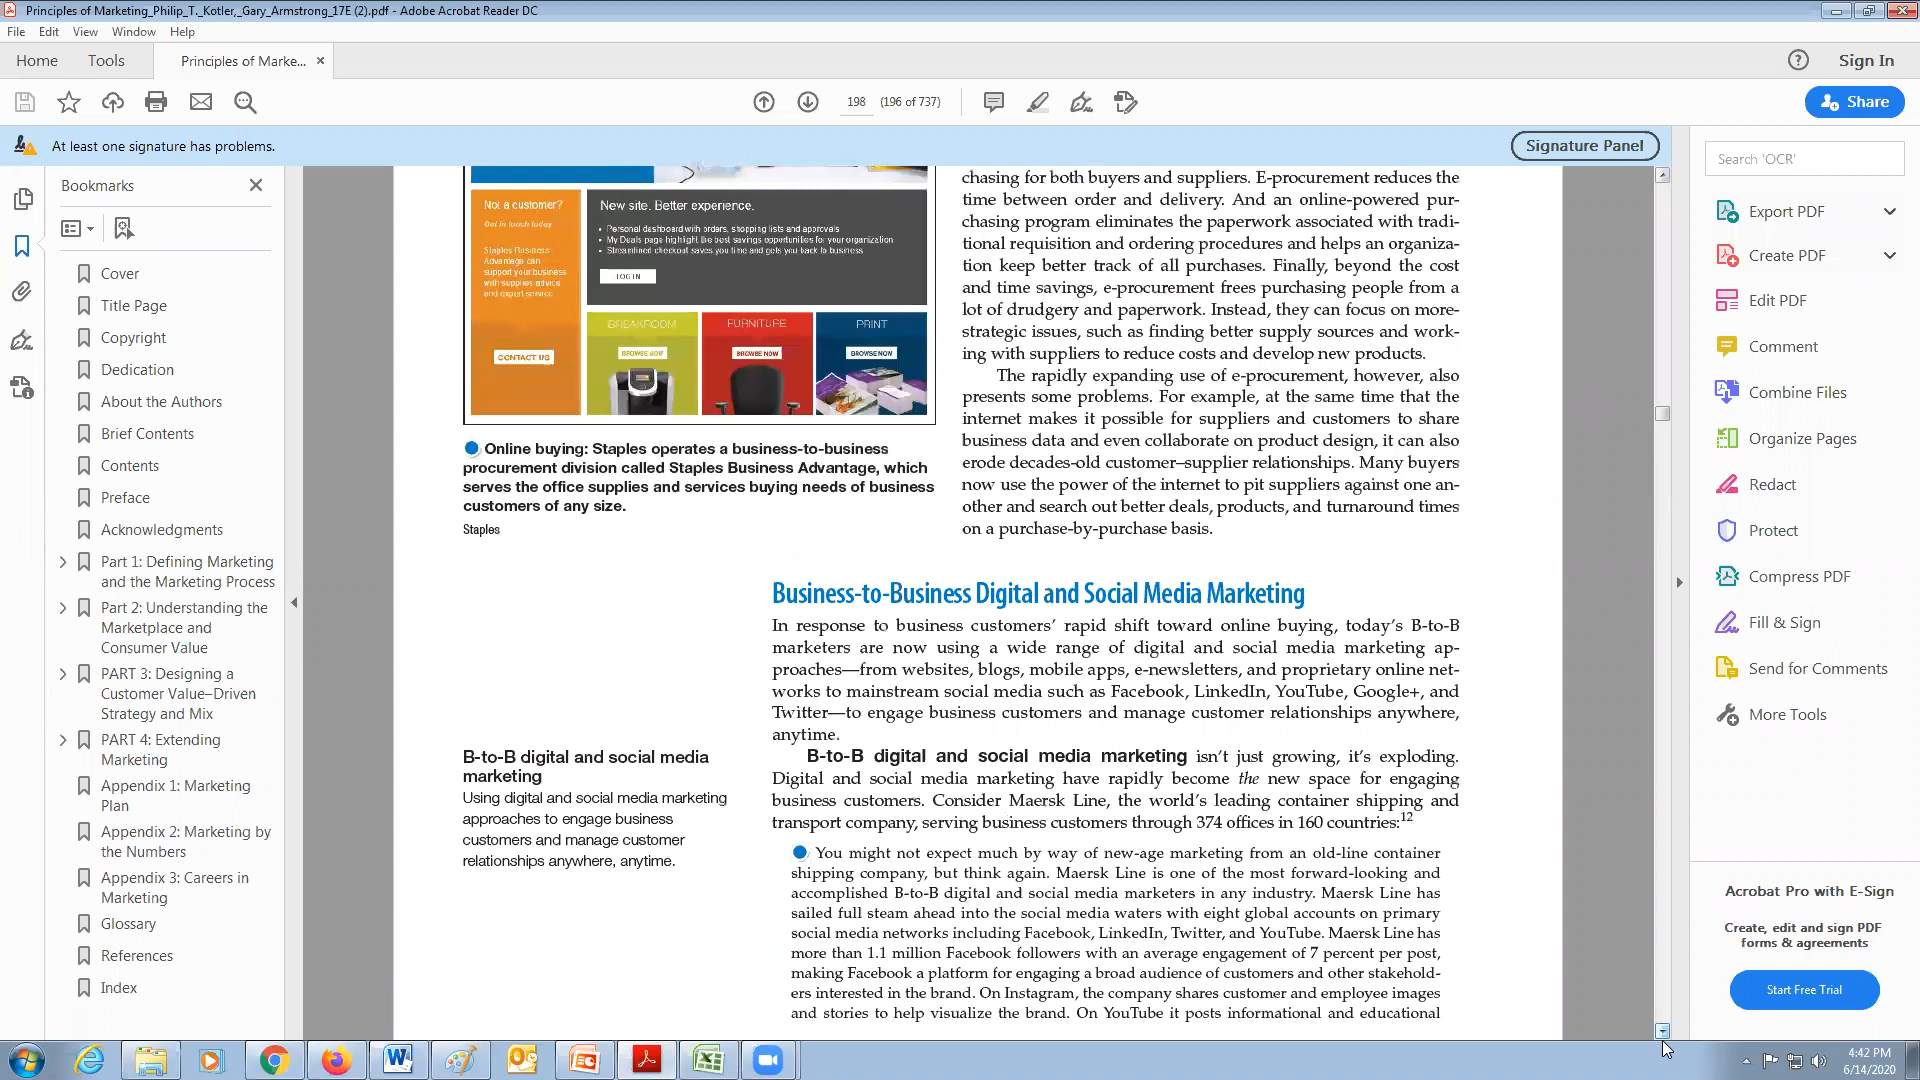 Principles of Marketing_Philip_T._Kotler,_Gary_Armstrong_17E (2).pdf - Adobe Acrobat Reader DC
File Edit View Window Help
Home Tools Principles of Marke... × Sign In
198 (196 of 737) Share
At least one signature has problems. Signature Panel
Bookmarks
Cover
Title Page
Copyright
Dedication
About the Authors
Brief Contents
Contents
Preface
Acknowledgments
Part 1: Defining Marketing
and the Marketing Process
Part 2: Understanding the
Marketplace and
Consumer Value
PART 3: Designing a
Customer Value–Driven
Strategy and Mix
PART 4: Extending
Marketing
Appendix 1: Marketing
Plan
Appendix 2: Marketing by
the Numbers
Appendix 3: Careers in
Marketing
Glossary
References
Index
Not a customer?
Get in touch today
Staples Business
Advantage can
support your business
with supplies advice
and expert service
CONTACT US
New site. Better experience.
• Personal dashboard with orders, shopping lists and approvals
• My Deals page highlight the best savings opportunities for your organization
• Streamlined checkout saves you time and gets you back to business
LOG IN
BREAKROOM
BROWSE NOW
FURNITURE
BROWSE NOW
PRINT
BROWSE NOW
Online buying: Staples operates a business-to-business
procurement division called Staples Business Advantage, which
serves the office supplies and services buying needs of business
customers of any size.
Staples
chasing for both buyers and suppliers. E-procurement reduces the
time between order and delivery. And an online-powered pur-
chasing program eliminates the paperwork associated with tradi-
tional requisition and ordering procedures and helps an organiza-
tion keep better track of all purchases. Finally, beyond the cost
and time savings, e-procurement frees purchasing people from a
lot of drudgery and paperwork. Instead, they can focus on more-
strategic issues, such as finding better supply sources and work-
ing with suppliers to reduce costs and develop new products.
The rapidly expanding use of e-procurement, however, also
presents some problems. For example, at the same time that the
internet makes it possible for suppliers and customers to share
business data and even collaborate on product design, it can also
erode decades-old customer–supplier relationships. Many buyers
now use the power of the internet to pit suppliers against one an-
other and search out better deals, products, and turnaround times
on a purchase-by-purchase basis.
Business-to-Business Digital and Social Media Marketing
In response to business customers' rapid shift toward online buying, today's B-to-B
marketers are now using a wide range of digital and social media marketing ap-
proaches—from websites, blogs, mobile apps, e-newsletters, and proprietary online net-
works to mainstream social media such as Facebook, LinkedIn, YouTube, Google+, and
Twitter—to engage business customers and manage customer relationships anywhere,
anytime.
B-to-B digital and social media
marketing
Using digital and social media marketing
approaches to engage business
customers and manage customer
relationships anywhere, anytime.
B-to-B digital and social media marketing isn't just growing, it's exploding.
Digital and social media marketing have rapidly become the new space for engaging
business customers. Consider Maersk Line, the world's leading container shipping and
transport company, serving business customers through 374 offices in 160 countries:12
You might not expect much by way of new-age marketing from an old-line container
shipping company, but think again. Maersk Line is one of the most forward-looking and
accomplished B-to-B digital and social media marketers in any industry. Maersk Line has
sailed full steam ahead into the social media waters with eight global accounts on primary
social media networks including Facebook, LinkedIn, Twitter, and YouTube. Maersk Line has
more than 1.1 million Facebook followers with an average engagement of 7 percent per post,
making Facebook a platform for engaging a broad audience of customers and other stakehold-
ers interested in the brand. On Instagram, the company shares customer and employee images
and stories to help visualize the brand. On YouTube it posts informational and educational
Search 'OCR'
Export PDF
Create PDF
Edit PDF
Comment
Combine Files
Organize Pages
Redact
Protect
Compress PDF
Fill & Sign
Send for Comments
More Tools
Acrobat Pro with E-Sign
Create, edit and sign PDF
forms & agreements
Start Free Trial
4:42 PM
6/14/2020